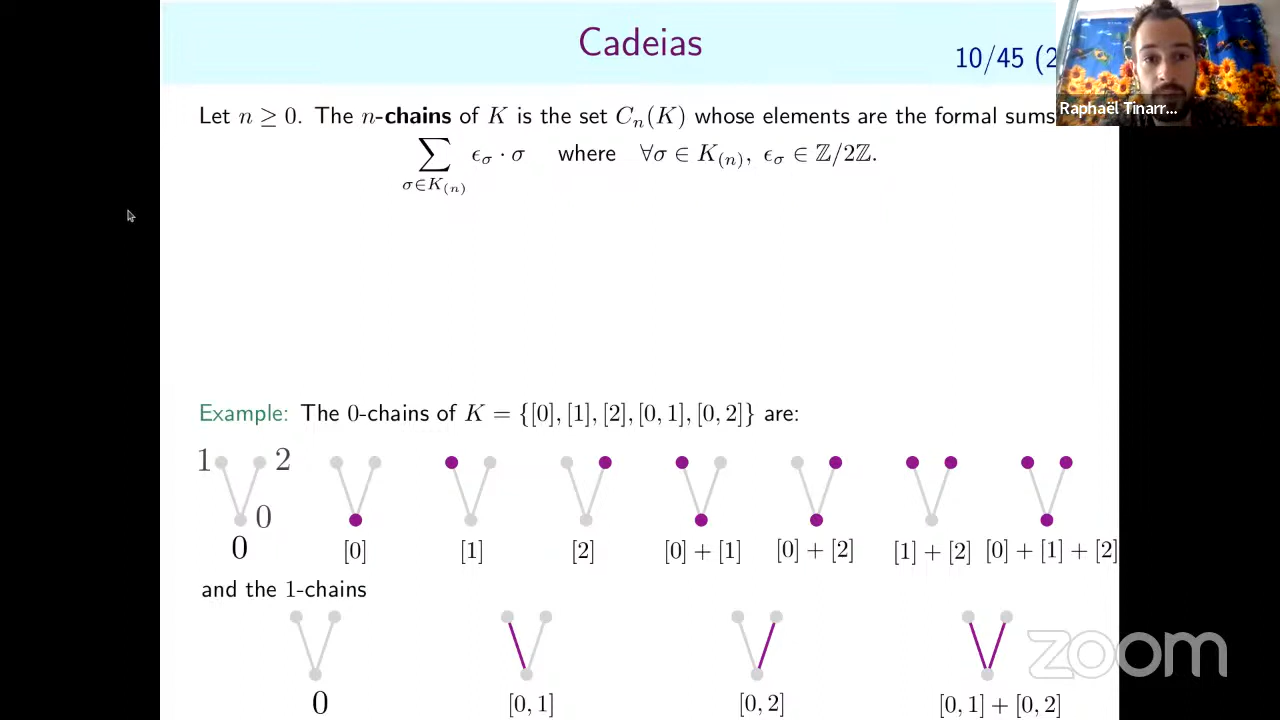 Cadeias
10/45 (2
Let n ≥ 0. The n-chains of K is the set Cₙ(K) whose elements are the formal sums
∑_{σ∈K₍ₙ₎} ϵ_σ · σ where ∀σ ∈ K₍ₙ₎, ϵ_σ ∈ ℤ/2ℤ.
Raphaël Tinarr...
Example: The 0-chains of K = {[0], [1], [2], [0, 1], [0, 2]} are:
1 2
0
0 [0] [1] [2] [0] + [1] [0] + [2] [1] + [2] [0] + [1] + [2]
and the 1-chains
0 [0, 1] [0, 2] [0, 1] + [0, 2]
zoom